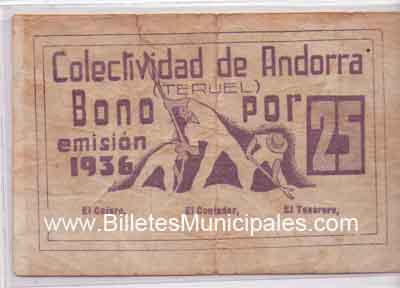 Colectividad de Andorra
(TERUEL)
Bono por 25
emisión
1936
El Cajero, El Contador, El Tesorero,
www.BilletesMunicipales.com